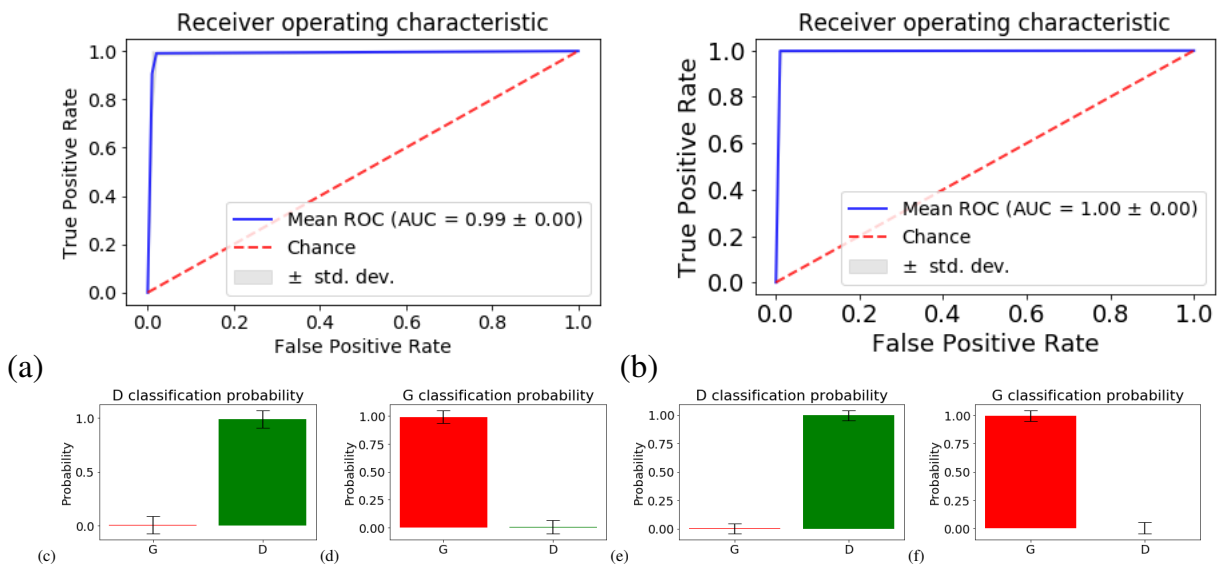 Receiver operating characteristic
True Positive Rate
1.0
0.8
0.6
0.4
0.2
0.0
Mean ROC (AUC = 0.99 ± 0.00)
Chance
± std. dev.
0.0 0.2 0.4 0.6 0.8 1.0
False Positive Rate
(a)
Receiver operating characteristic
True Positive Rate
1.0
0.8
0.6
0.4
0.2
0.0
Mean ROC (AUC = 1.00 ± 0.00)
Chance
± std. dev.
0.0 0.2 0.4 0.6 0.8 1.0
False Positive Rate
(b)
D classification probability
Probability
1.0
0.5
0.0
G D
(c)
G classification probability
Probability
1.00
0.75
0.50
0.25
0.00
G D
(d)
D classification probability
Probability
1.00
0.75
0.50
0.25
0.00
G D
(e)
G classification probability
Probability
1.00
0.75
0.50
0.25
0.00
G D
(f)